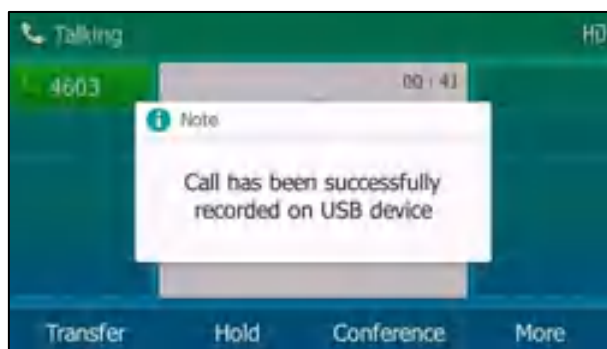 Talking
HD
4603
00 : 41
Note
Call has been successfully
recorded on USB device
Transfer Hold Conference More